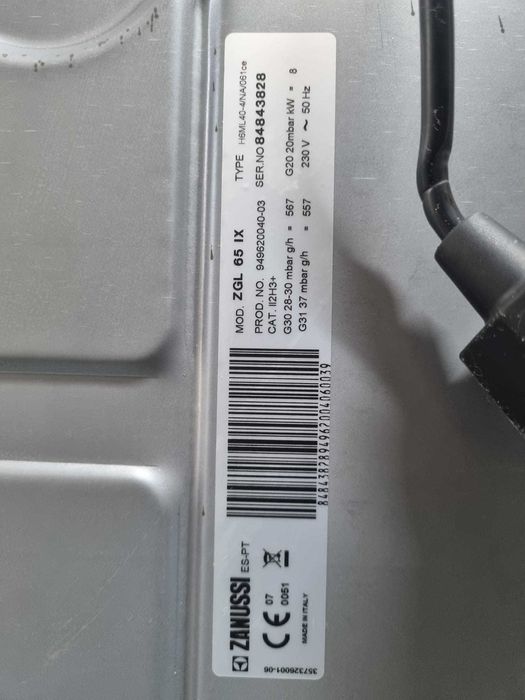 ZANUSSI ES-PT
CE 07
0051
MADE IN ITALY
357326001-06
84843828949620040600​39
MOD. ZGL 65 IX
TYPE H6ML40-4/NA/061ce
PROD. NO. 949620040-03
SER.NO 84843828
CAT. II2H3+
G30 28-30 mbar g/h = 567
G20 20mbar kW = 8
G31 37 mbar g/h = 557
230 V ~ 50 Hz